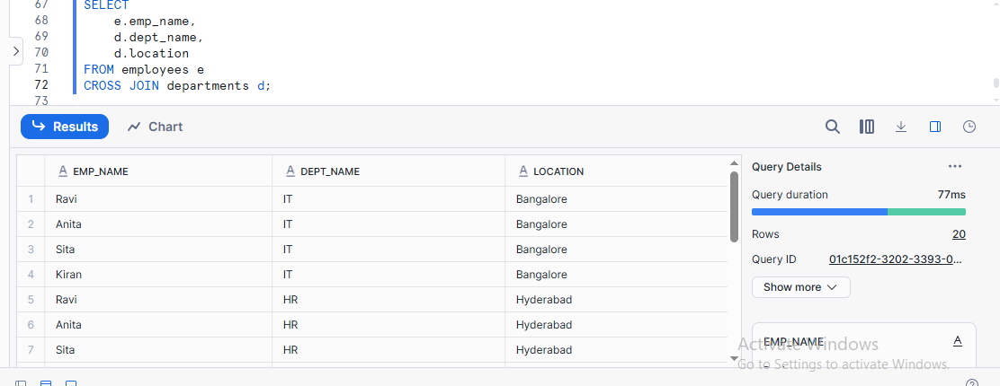 67 SELECT
68 e.emp_name,
69 d.dept_name,
70 d.location
71 FROM employees e
72 CROSS JOIN departments d;
73
Results Chart
A EMP_NAME A DEPT_NAME A LOCATION
1 Ravi IT Bangalore
2 Anita IT Bangalore
3 Sita IT Bangalore
4 Kiran IT Bangalore
5 Ravi HR Hyderabad
6 Anita HR Hyderabad
7 Sita HR Hyderabad
Query Details ...
Query duration 77ms
Rows 20
Query ID 01c152f2-3202-3393-0...
Show more
EMP_NAME A
Activate Windows
Go to Settings to activate Windows.